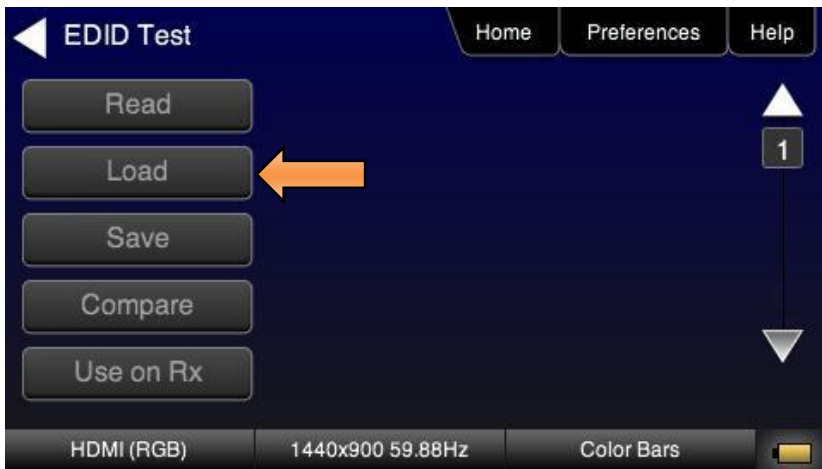 EDID Test
Home Preferences Help
Read
Load
1
Save
Compare
Use on Rx
HDMI (RGB) 1440x900 59.88Hz Color Bars